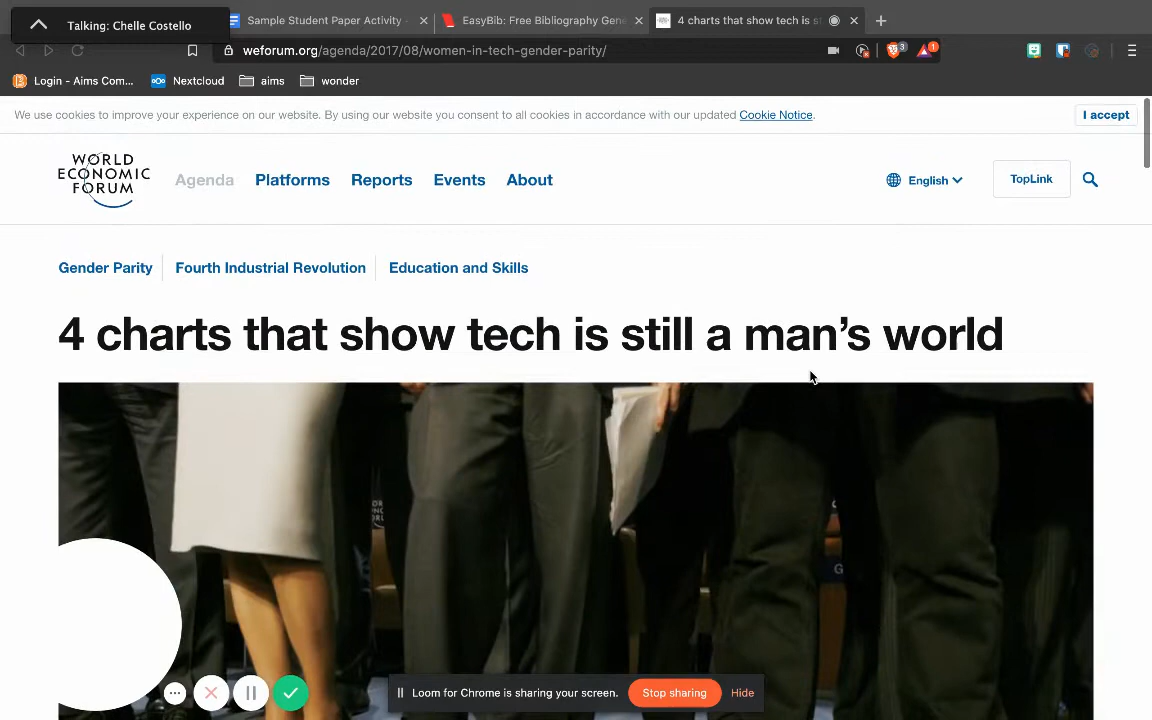 Talking: Chelle Costello
Sample Student Paper Activity
EasyBib: Free Bibliography Gen
4 charts that show tech is st
weforum.org/agenda/2017/08/women-in-tech-gender-parity/
3
1
Login - Aims Com...
Nextcloud
aims
wonder
We use cookies to improve your experience on our website. By using our website you consent to all cookies in accordance with our updated Cookie Notice.
I accept
WORLD
ECONOMIC
FORUM
Agenda
Platforms
Reports
Events
About
English
TopLink
Gender Parity
Fourth Industrial Revolution
Education and Skills
4 charts that show tech is still a man’s world
Loom for Chrome is sharing your screen.
Stop sharing
Hide